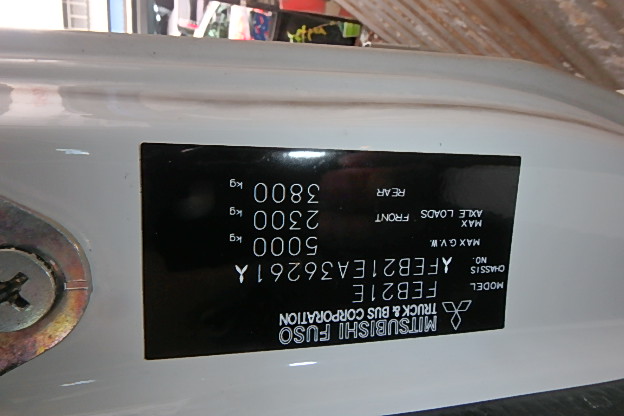 MITSUBISHI FUSO
TRUCK & BUS CORPORATION
MODEL FEB21E
CHASSIS NO. FEB21EA36261
MAX G.V.W. 5000 kg
MAX AXLE LOADS FRONT 2300 kg
REAR 3800 kg